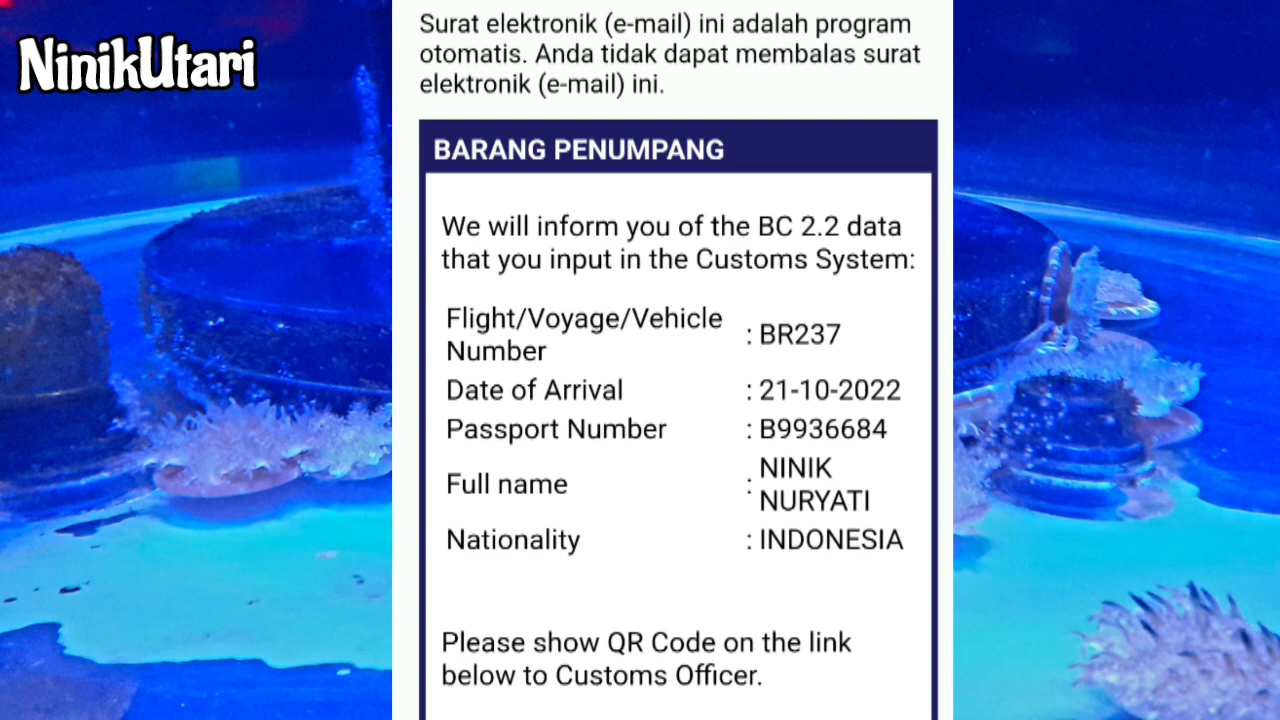 NinikUtari
Surat elektronik (e-mail) ini adalah program
otomatis. Anda tidak dapat membalas surat
elektronik (e-mail) ini.
BARANG PENUMPANG
We will inform you of the BC 2.2 data
that you input in the Customs System:
Flight/Voyage/Vehicle
Number : BR237
Date of Arrival : 21-10-2022
Passport Number : B9936684
Full name : NINIK
NURYATI
Nationality : INDONESIA
Please show QR Code on the link
below to Customs Officer.